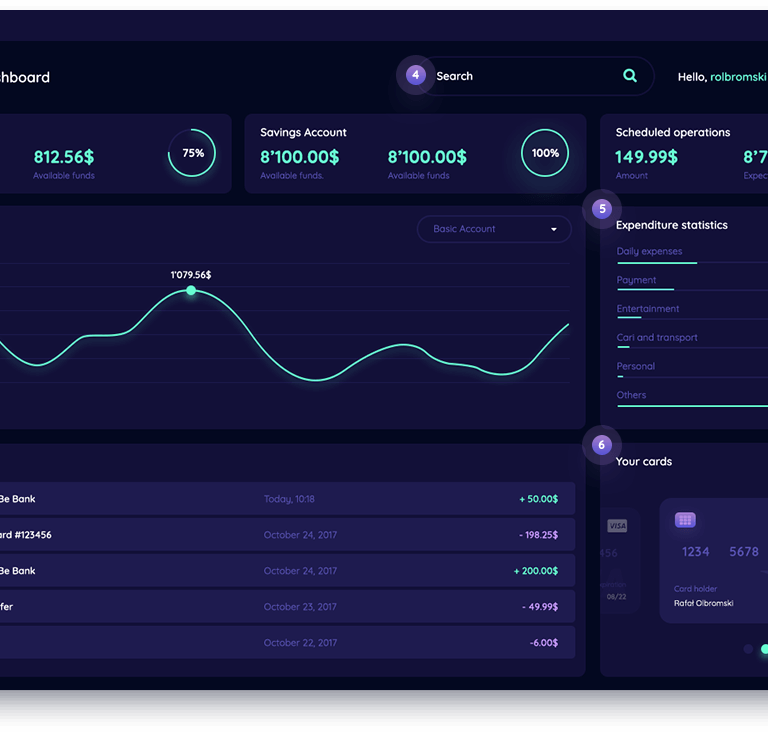 shboard
4
Search
Hello, rolbromski
812.56$
Available funds
75%
Savings Account
8’100.00$
Available funds.
8’100.00$
Available funds
100%
Scheduled operations
149.99$
Amount
8’7
Expec
Basic Account
1’079.56$
5
Expenditure statistics
Daily expenses
Payment
Entertainment
Cari and transport
Personal
Others
Be Bank Today, 10:18 + 50.00$
ard #123456 October 24, 2017 - 198.25$
Be Bank October 24, 2017 + 200.00$
fer October 23, 2017 - 49.99$
October 22, 2017 -6.00$
6
Your cards
VISA
456
08/22
1234 5678
Card holder
Rafał Olbromski